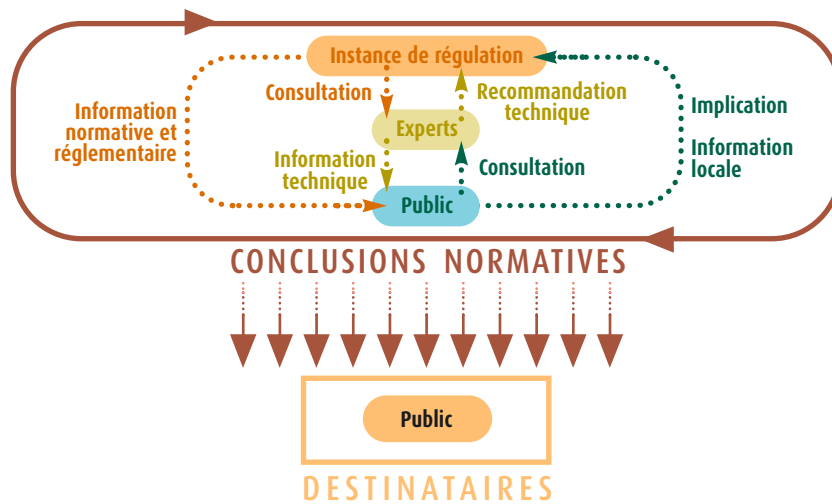 Instance de régulation
Consultation
Recommandation
technique
Information
normative et
réglementaire
Implication
Experts
Information
technique
Consultation
Information
locale
Public
CONCLUSIONS NORMATIVES
Public
DESTINATAIRES